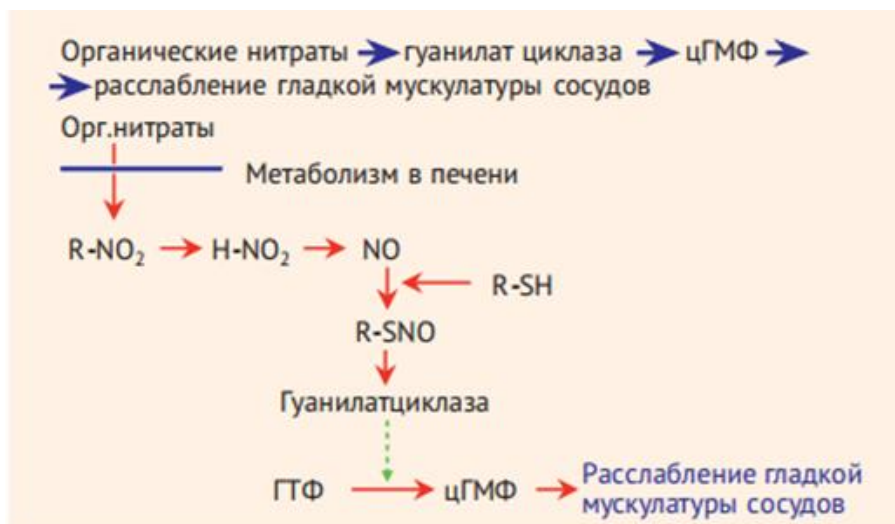 Органические нитраты гуанилат циклаза цГМФ
расслабление гладкой мускулатуры сосудов
Орг.нитраты
Метаболизм в печени
R-NO₂ H-NO₂ NO
R-SH
R-SNO
Гуанилатциклаза
ГТФ цГМФ Расслабление гладкой
мускулатуры сосудов